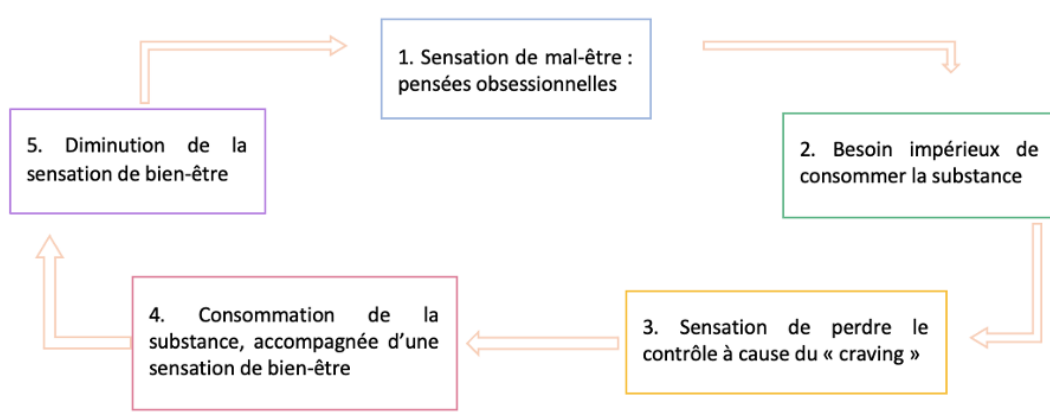 1. Sensation de mal-être :
pensées obsessionnelles
2. Besoin impérieux de
consommer la substance
3. Sensation de perdre le
contrôle à cause du « craving »
4. Consommation de la
substance, accompagnée d’une
sensation de bien-être
5. Diminution de la
sensation de bien-être